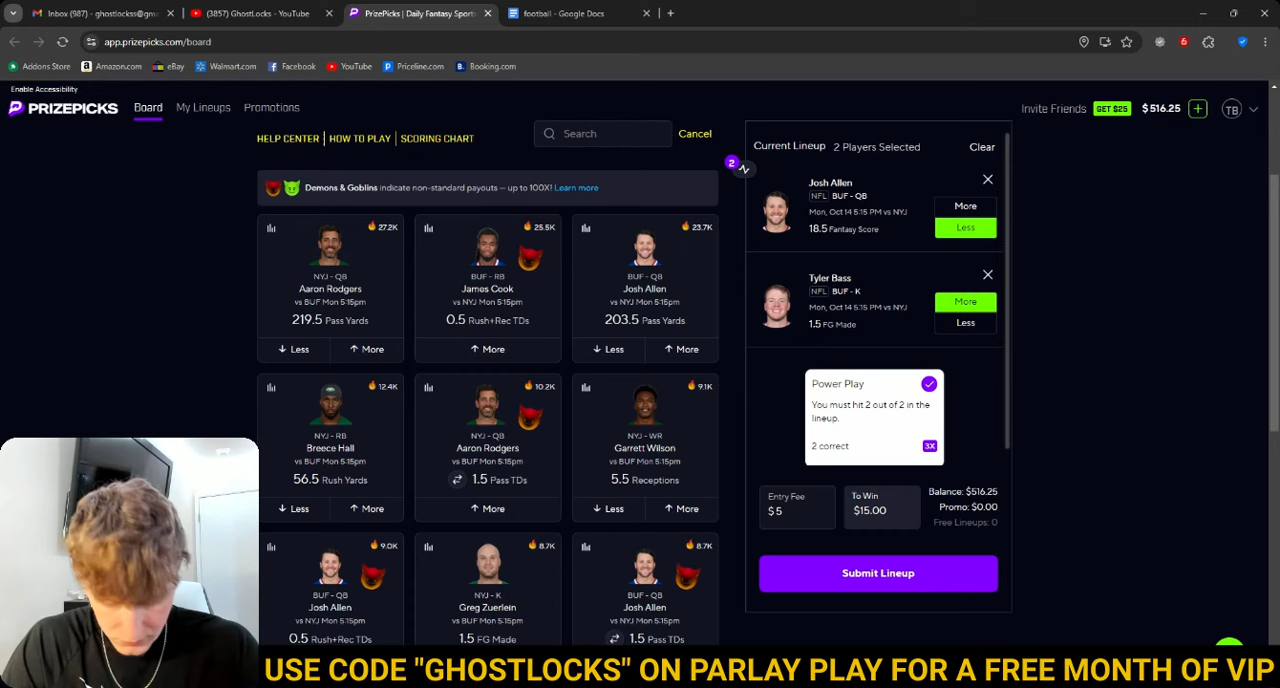 Inbox (987) - ghostlockss@gm
(3857) GhostLocks - YouTube
PrizePicks | Daily Fantasy Sports
football - Google Docs
app.prizepicks.com/board
Addons Store
Amazon.com
eBay
Walmart.com
Facebook
YouTube
Priceline.com
Booking.com
Enable Accessibility
PRIZEPICKS
Board
My Lineups
Promotions
Invite Friends
GET $25
$516.25
TB
HELP CENTER | HOW TO PLAY | SCORING CHART
Search
Cancel
Demons & Goblins indicate non-standard payouts — up to 100X! Learn more
27.2K
NYJ - QB
Aaron Rodgers
vs BUF Mon 5:15pm
219.5 Pass Yards
Less
More
25.5K
BUF - RB
James Cook
vs NYJ Mon 5:15pm
0.5 Rush+Rec TDs
More
23.7K
BUF - QB
Josh Allen
vs NYJ Mon 5:15pm
203.5 Pass Yards
Less
More
12.4K
NYJ - RB
Breece Hall
vs BUF Mon 5:15pm
56.5 Rush Yards
Less
More
10.2K
NYJ - QB
Aaron Rodgers
vs BUF Mon 5:15pm
1.5 Pass TDs
More
9.1K
NYJ - WR
Garrett Wilson
vs BUF Mon 5:15pm
5.5 Receptions
Less
More
9.0K
BUF - QB
Josh Allen
vs NYJ Mon 5:15pm
0.5 Rush+Rec TDs
8.7K
NYJ - K
Greg Zuerlein
vs BUF Mon 5:15pm
1.5 FG Made
8.7K
BUF - QB
Josh Allen
vs NYJ Mon 5:15pm
1.5 Pass TDs
2
Current Lineup
2 Players Selected
Clear
Josh Allen
NFL BUF - QB
Mon, Oct 14 5:15 PM vs NYJ
18.5 Fantasy Score
More
Less
Tyler Bass
NFL BUF - K
Mon, Oct 14 5:15 PM vs NYJ
1.5 FG Made
More
Less
Power Play
You must hit 2 out of 2 in the
lineup.
2 correct
3X
Entry Fee
$ 5
To Win
$15.00
Balance: $516.25
Promo: $0.00
Free Lineups: 0
Submit Lineup
USE CODE "GHOSTLOCKS" ON PARLAY PLAY FOR A FREE MONTH OF VIP